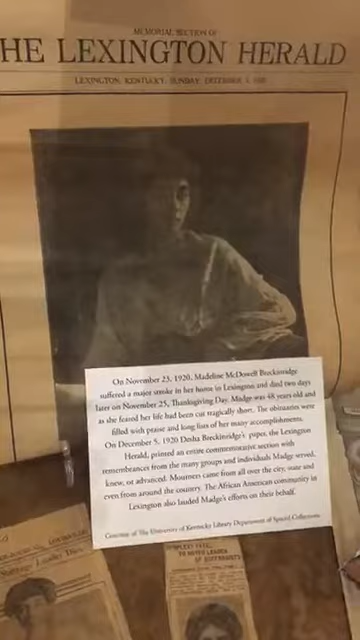 MEMORIAL SECTION OF
HE LEXINGTON HERALD
LEXINGTON, KENTUCKY, SUNDAY, DECEMBER 5, 1920
On November 23, 1920, Madeline McDowell Breckinridge
suffered a major stroke in her home in Lexington and died two days
later on November 25, Thanksgiving Day. Madge was 48 years old and
as she feared her life had been cut tragically short. The obituaries were
filled with praise and long lists of her many accomplishments.
On December 5, 1920 Desha Breckinridge's paper, the Lexington
Herald, printed an entire commemorative section with
remembrances from the many groups and individuals Madge served,
knew, or advanced. Mourners came from all over the city, state and
even from around the country. The African American community in
Lexington also lauded Madge's efforts on their behalf.
Courtesy of The University of Kentucky Library Department of Special Collections
Suffrage Leader Dies